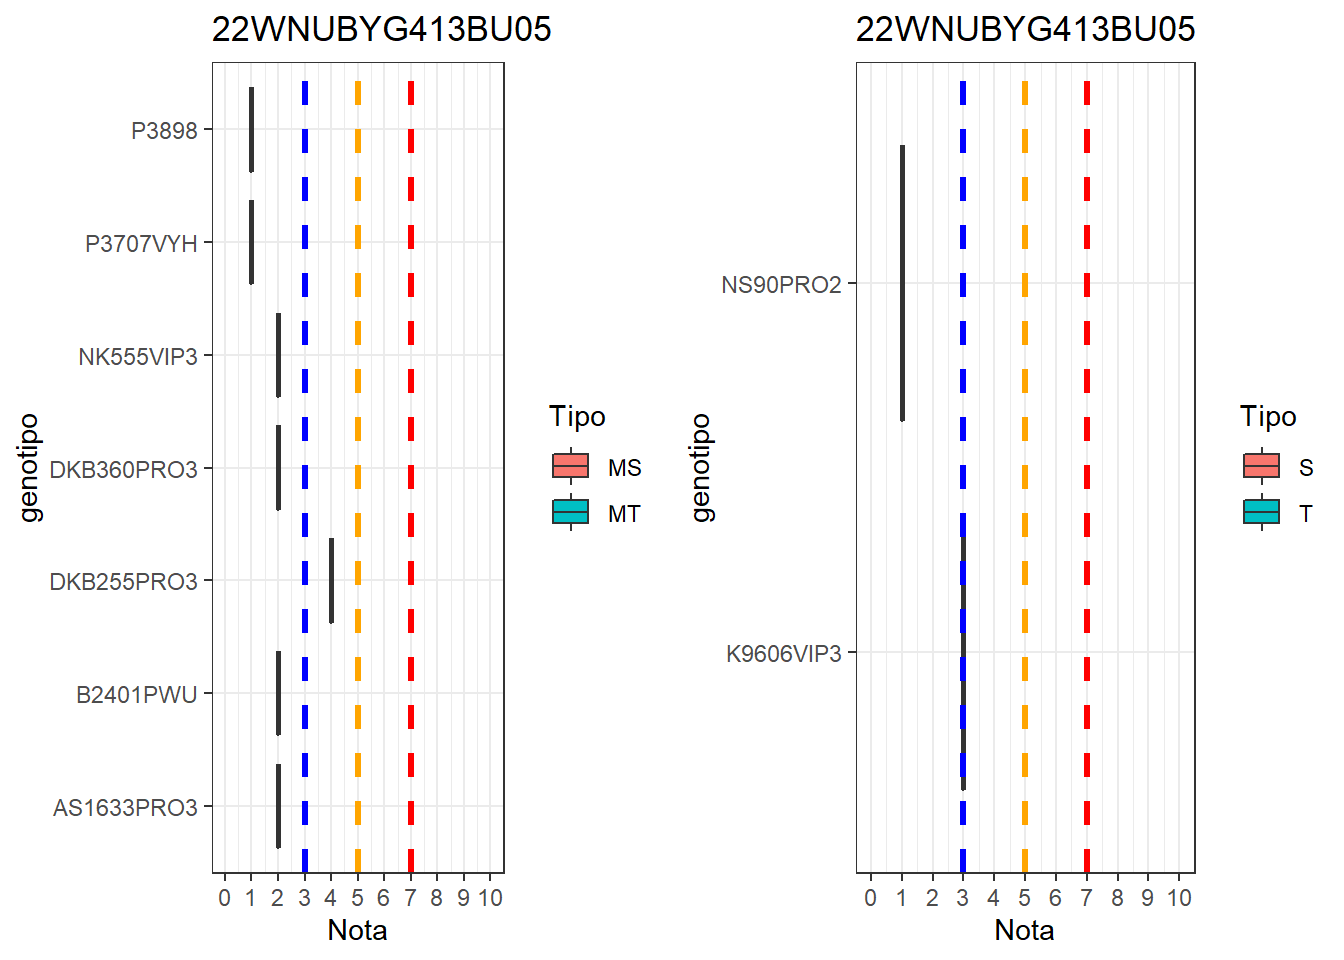 22WNUBYG413BU05
genotipo
P3898
P3707VYH
NK555VIP3
DKB360PRO3
DKB255PRO3
B2401PWU
AS1633PRO3
0 1 2 3 4 5 6 7 8 9 10
Nota
Tipo
MS
MT
22WNUBYG413BU05
genotipo
NS90PRO2
K9606VIP3
0 1 2 3 4 5 6 7 8 9 10
Nota
Tipo
S
T